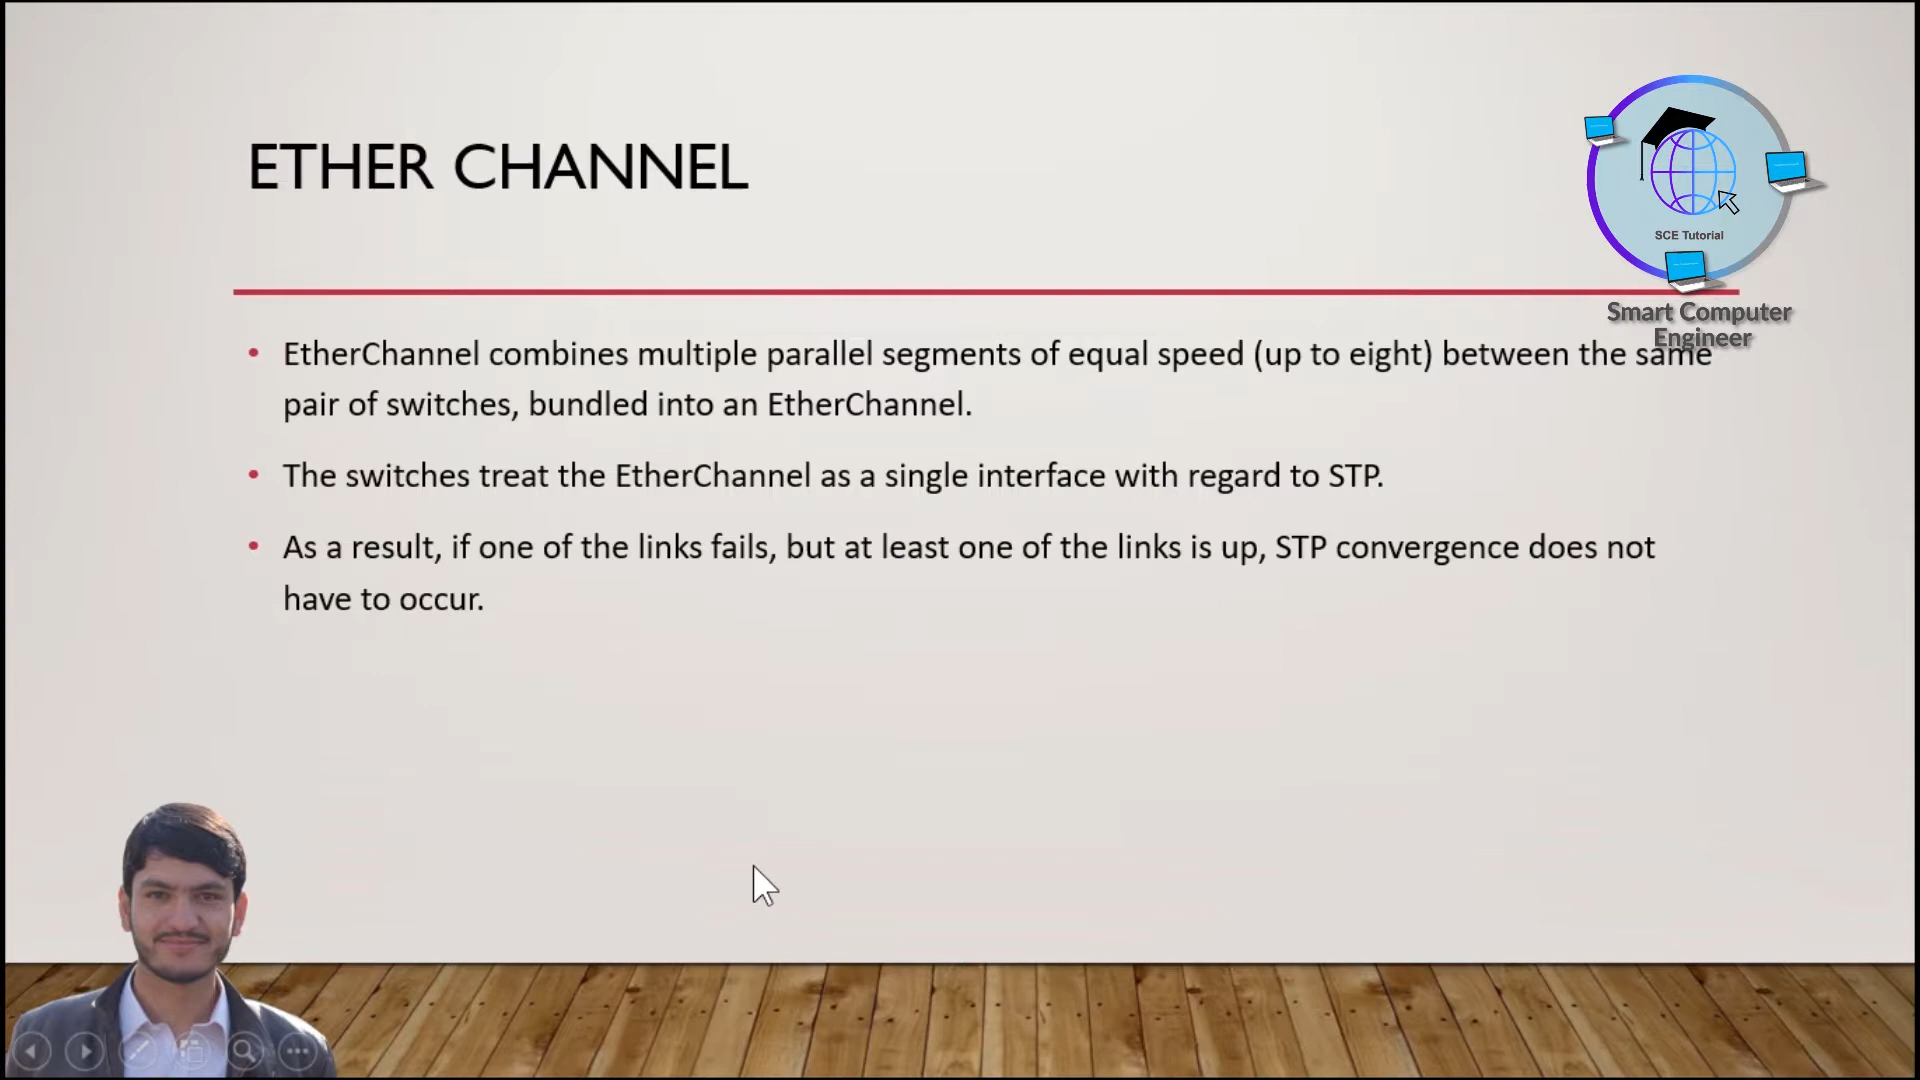 ETHER CHANNEL
SCE Tutorial
Smart Computer
Engineer
• EtherChannel combines multiple parallel segments of equal speed (up to eight) between the same
pair of switches, bundled into an EtherChannel.
• The switches treat the EtherChannel as a single interface with regard to STP.
• As a result, if one of the links fails, but at least one of the links is up, STP convergence does not
have to occur.